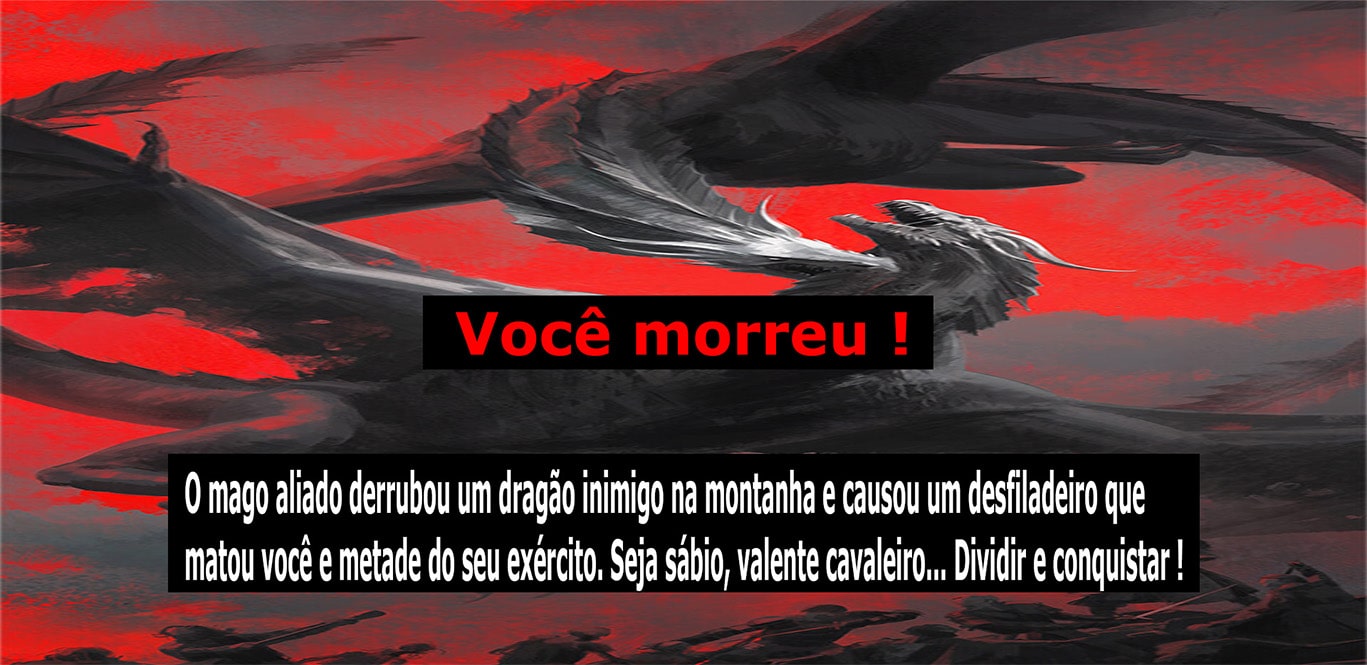 Você morreu !
O mago aliado derrubou um dragão inimigo na montanha e causou um desfiladeiro que
matou você e metade do seu exército. Seja sábio, valente cavaleiro... Dividir e conquistar !